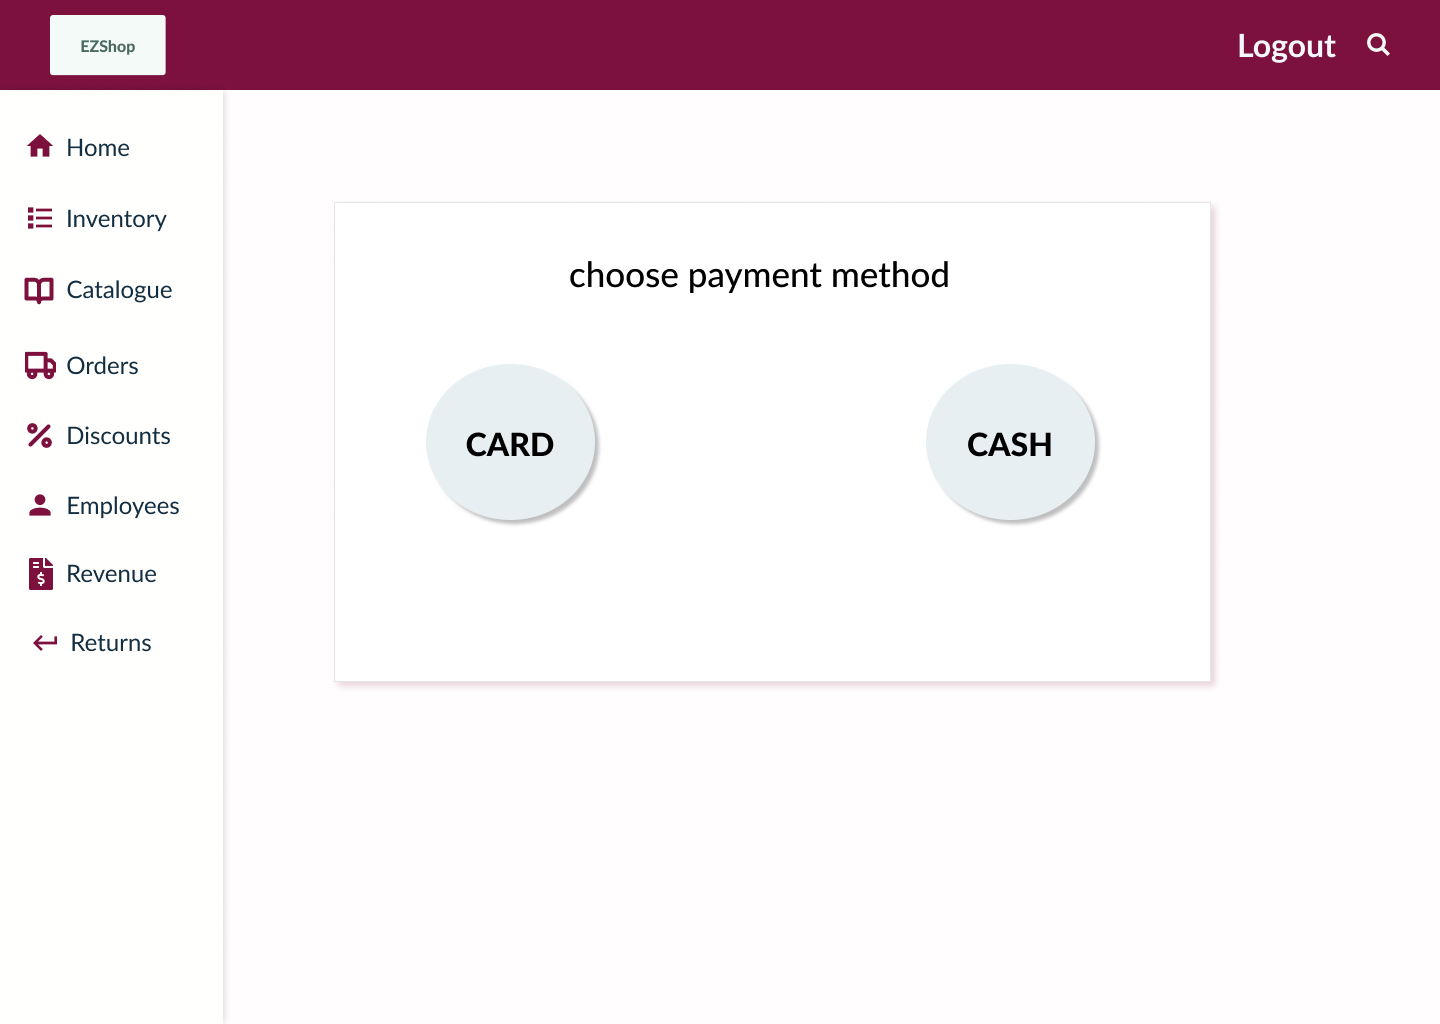 EZShop
Logout
Home
Inventory
Catalogue
Orders
Discounts
Employees
$
Revenue
Returns
choose payment method
CARD
CASH